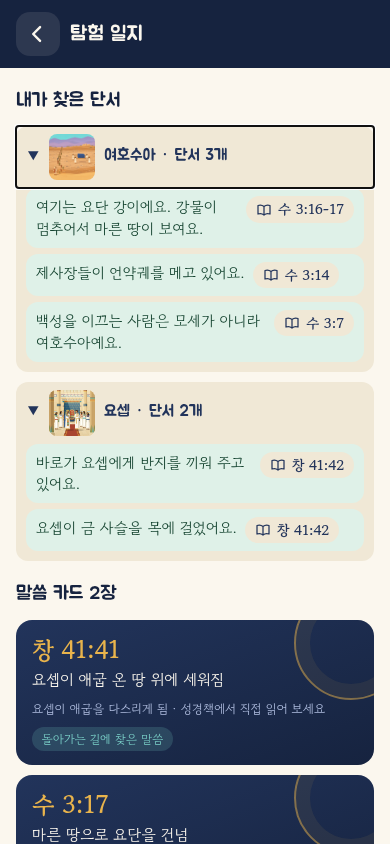 탐험 일지
내가 찾은 단서
여호수아 · 단서 3개
여기는 요단 강이에요. 강물이
멈추어서 마른 땅이 보여요.
수 3:16-17
제사장들이 언약궤를 메고 있어요.
수 3:14
백성을 이끄는 사람은 모세가 아니라
여호수아예요.
수 3:7
요셉 · 단서 2개
바로가 요셉에게 반지를 끼워 주고
있어요.
창 41:42
요셉이 금 사슬을 목에 걸었어요.
창 41:42
말씀 카드 2장
창 41:41
요셉이 애굽 온 땅 위에 세워짐
요셉이 애굽을 다스리게 됨 · 성경책에서 직접 읽어 보세요
돌아가는 길에 찾은 말씀
수 3:17
마른 땅으로 요단을 건넘